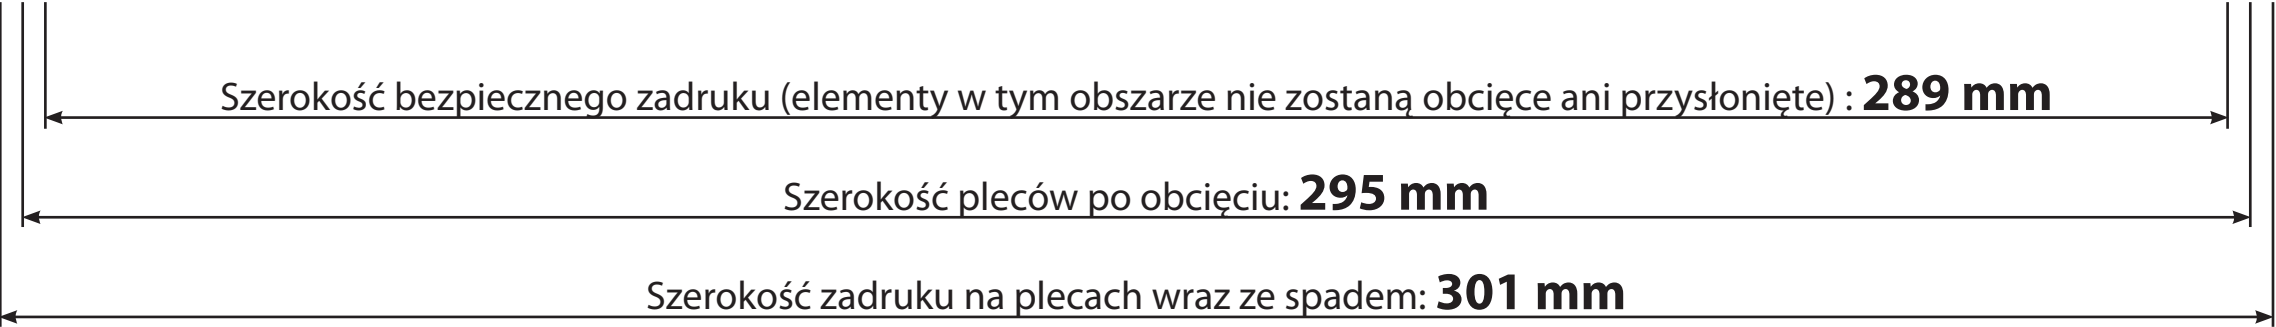 Szerokość bezpiecznego zadruku (elementy w tym obszarze nie zostaną obcięce ani przysłonięte) : 289 mm
Szerokość pleców po obcięciu: 295 mm
Szerokość zadruku na plecach wraz ze spadem: 301 mm